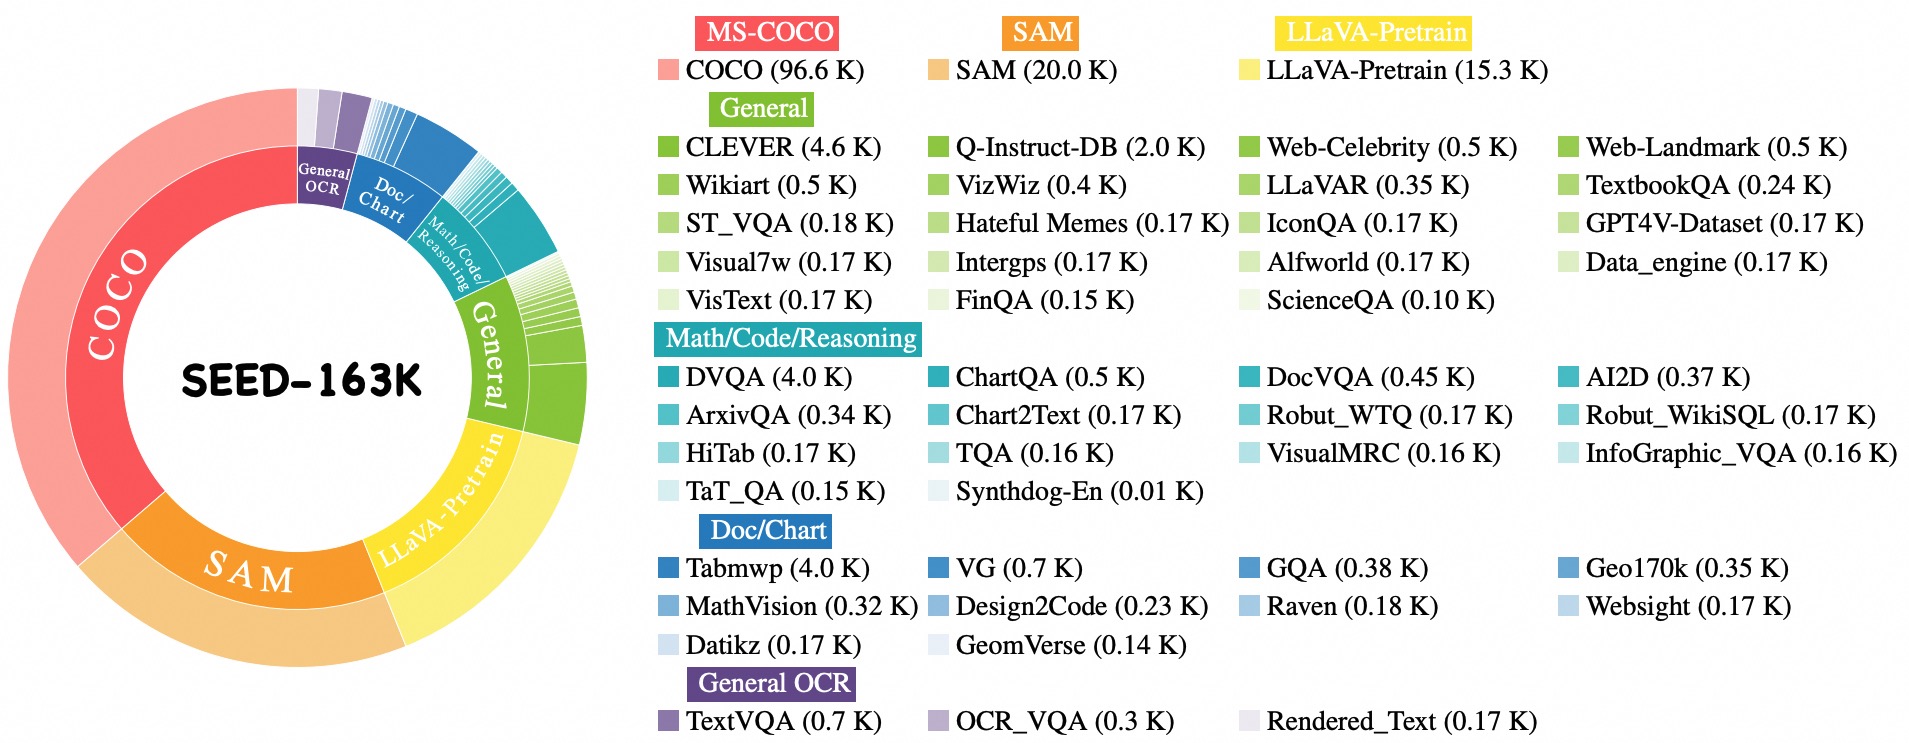 General
OCR
Doc/
Chart
Math/Code/
Reasoning
General
LLaVA-Pretrain
SAM
COCO
SEED-163K
MS-COCO SAM LLaVA-Pretrain
COCO (96.6 K) SAM (20.0 K) LLaVA-Pretrain (15.3 K)
General
CLEVER (4.6 K) Q-Instruct-DB (2.0 K) Web-Celebrity (0.5 K) Web-Landmark (0.5 K)
Wikiart (0.5 K) VizWiz (0.4 K) LLaVAR (0.35 K) TextbookQA (0.24 K)
ST_VQA (0.18 K) Hateful Memes (0.17 K) IconQA (0.17 K) GPT4V-Dataset (0.17 K)
Visual7w (0.17 K) Intergps (0.17 K) Alfworld (0.17 K) Data_engine (0.17 K)
VisText (0.17 K) FinQA (0.15 K) ScienceQA (0.10 K)
Math/Code/Reasoning
DVQA (4.0 K) ChartQA (0.5 K) DocVQA (0.45 K) AI2D (0.37 K)
ArxivQA (0.34 K) Chart2Text (0.17 K) Robut_WTQ (0.17 K) Robut_WikiSQL (0.17 K)
HiTab (0.17 K) TQA (0.16 K) VisualMRC (0.16 K) InfoGraphic_VQA (0.16 K)
TaT_QA (0.15 K) Synthdog-En (0.01 K)
Doc/Chart
Tabmwp (4.0 K) VG (0.7 K) GQA (0.38 K) Geo170k (0.35 K)
MathVision (0.32 K) Design2Code (0.23 K) Raven (0.18 K) Websight (0.17 K)
Datikz (0.17 K) GeomVerse (0.14 K)
General OCR
TextVQA (0.7 K) OCR_VQA (0.3 K) Rendered_Text (0.17 K)